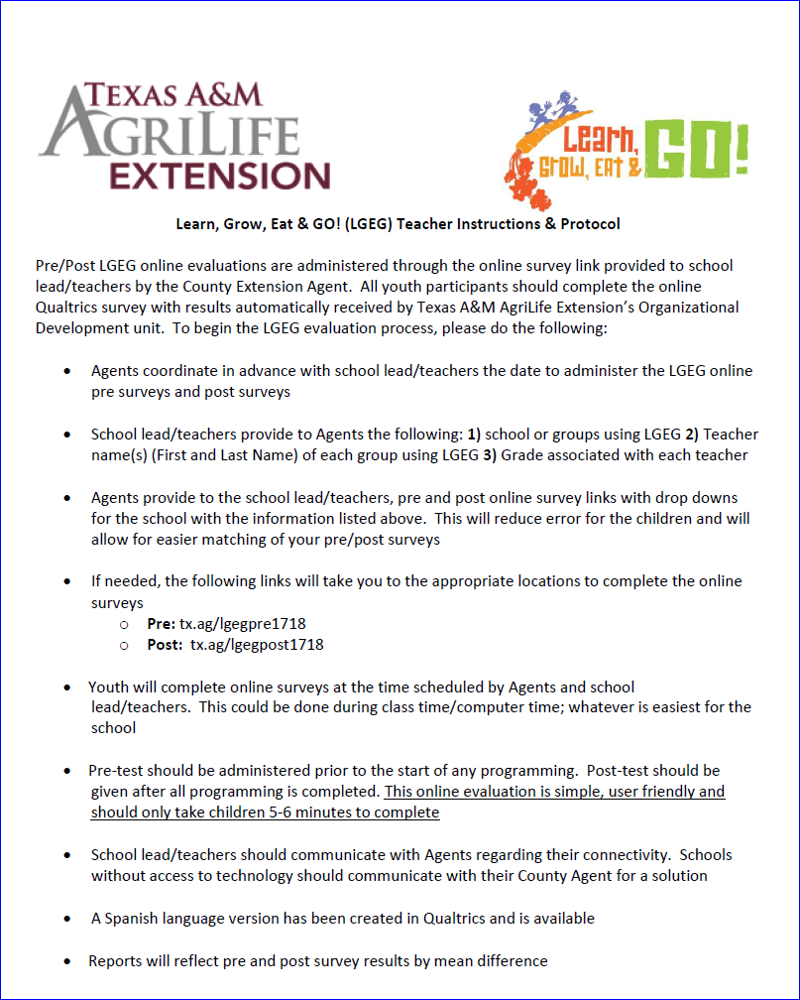 TEXAS A&M
AGRILIFE
EXTENSION
Learn,
GROW, EAT & GO!
Learn, Grow, Eat & GO! (LGEG) Teacher Instructions & Protocol
Pre/Post LGEG online evaluations are administered through the online survey link provided to school
lead/teachers by the County Extension Agent.  All youth participants should complete the online
Qualtrics survey with results automatically received by Texas A&M AgriLife Extension's Organizational
Development unit.  To begin the LGEG evaluation process, please do the following:
• Agents coordinate in advance with school lead/teachers the date to administer the LGEG online
pre surveys and post surveys
• School lead/teachers provide to Agents the following: 1) school or groups using LGEG 2) Teacher
name(s) (First and Last Name) of each group using LGEG 3) Grade associated with each teacher
• Agents provide to the school lead/teachers, pre and post online survey links with drop downs
for the school with the information listed above.  This will reduce error for the children and will
allow for easier matching of your pre/post surveys
• If needed, the following links will take you to the appropriate locations to complete the online
surveys
o Pre: tx.ag/lgegpre1718
o Post:  tx.ag/lgegpost1718
• Youth will complete online surveys at the time scheduled by Agents and school
lead/teachers.  This could be done during class time/computer time; whatever is easiest for the
school
• Pre-test should be administered prior to the start of any programming.  Post-test should be
given after all programming is completed. This online evaluation is simple, user friendly and
should only take children 5-6 minutes to complete
• School lead/teachers should communicate with Agents regarding their connectivity.  Schools
without access to technology should communicate with their County Agent for a solution
• A Spanish language version has been created in Qualtrics and is available
• Reports will reflect pre and post survey results by mean difference